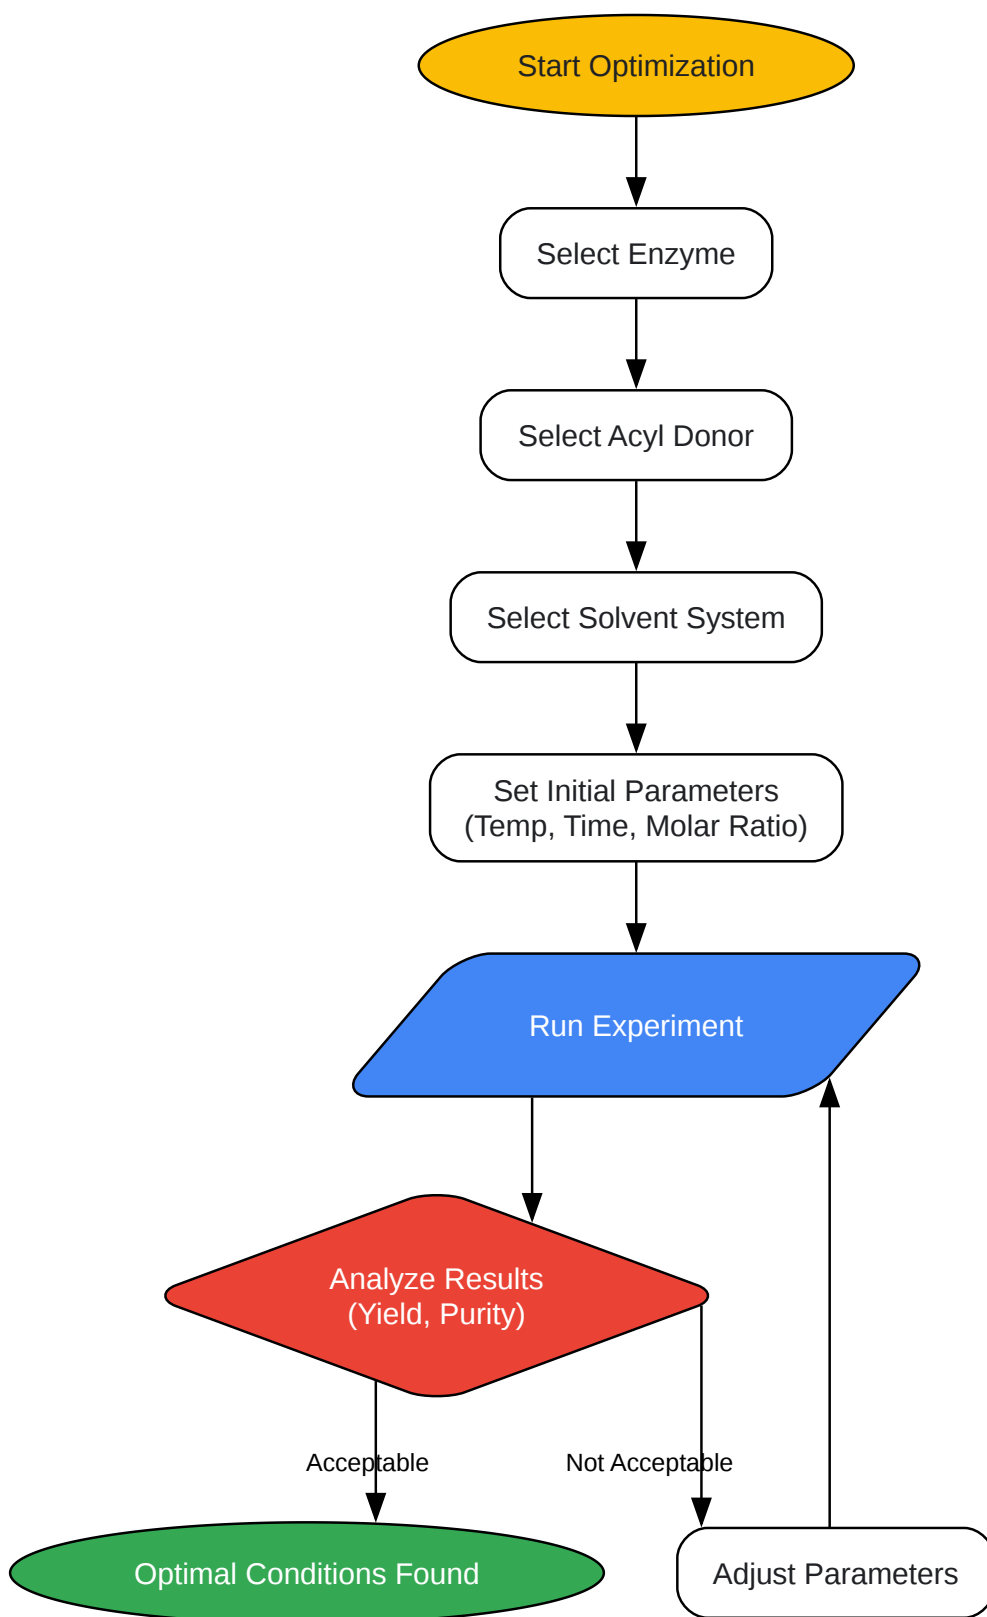 Start Optimization
Select Enzyme
Select Acyl Donor
Select Solvent System
Set Initial Parameters
(Temp, Time, Molar Ratio)
Run Experiment
Analyze Results
(Yield, Purity)
Acceptable
Not Acceptable
Optimal Conditions Found
Adjust Parameters